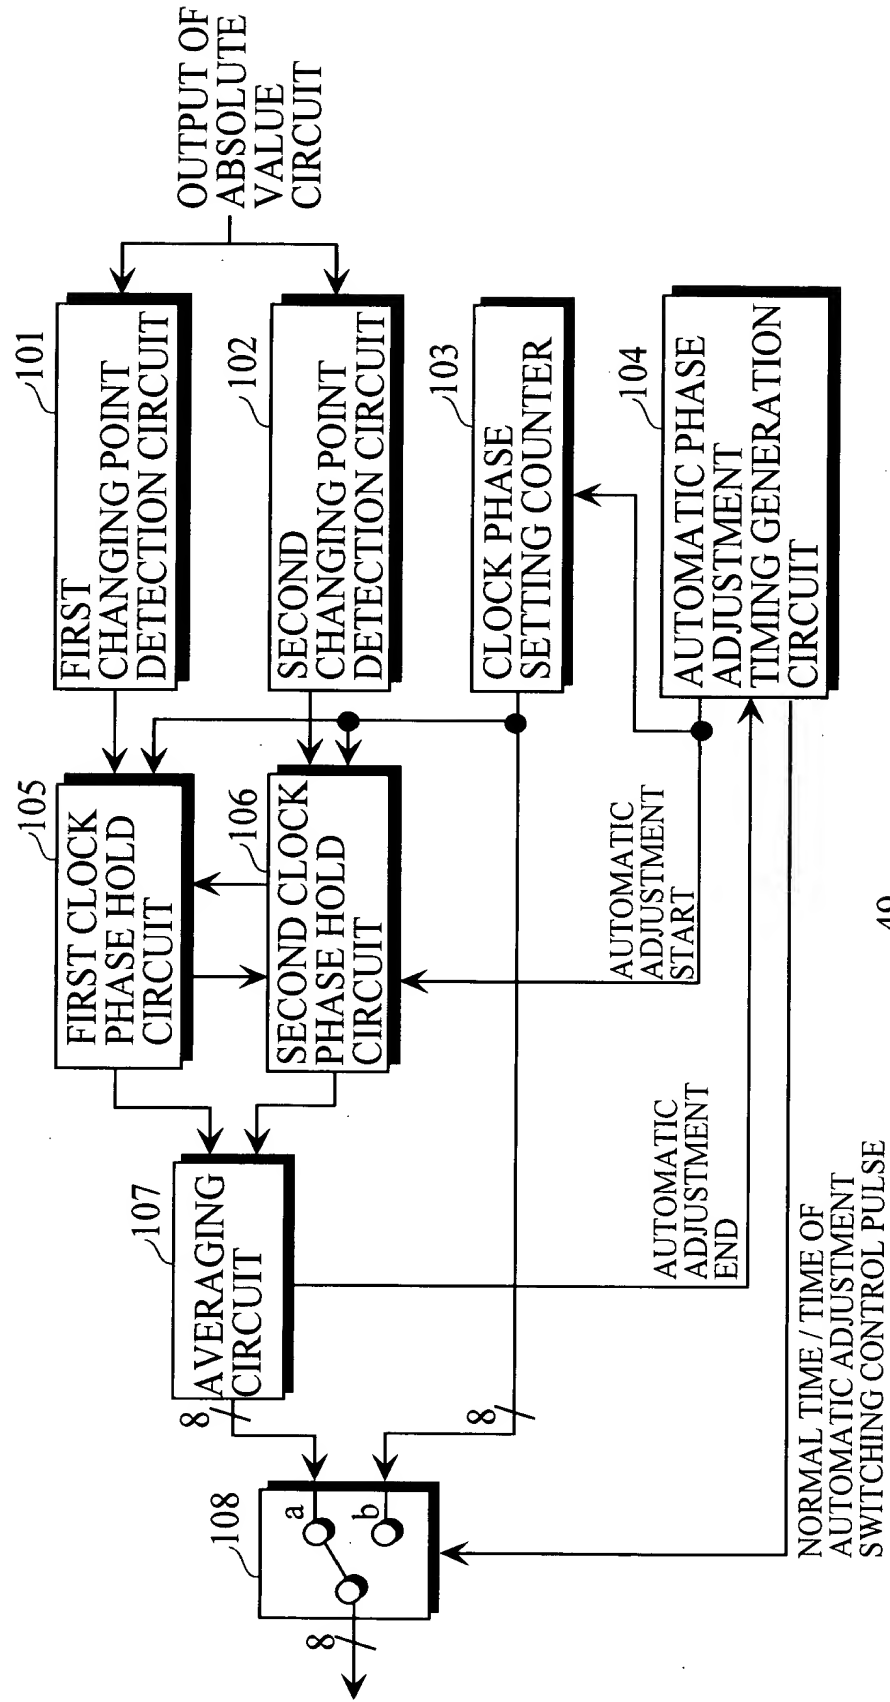 OUTPUT OF
ABSOLUTE
VALUE
CIRCUIT
101
FIRST
CHANGING POINT
DETECTION CIRCUIT
102
SECOND
CHANGING POINT
DETECTION CIRCUIT
103
CLOCK PHASE
SETTING COUNTER
104
AUTOMATIC PHASE
ADJUSTMENT
TIMING GENERATION
CIRCUIT
105
FIRST CLOCK
PHASE HOLD
CIRCUIT
106
SECOND CLOCK
PHASE HOLD
CIRCUIT
AUTOMATIC
ADJUSTMENT
START
107
AVERAGING
CIRCUIT
AUTOMATIC
ADJUSTMENT
END
8
8
108
a
b
8
NORMAL TIME / TIME OF
AUTOMATIC ADJUSTMENT
SWITCHING CONTROL PULSE
49